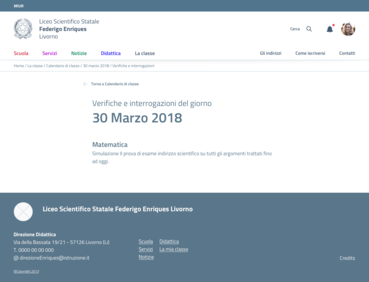 MIUR
Liceo Scientifico Statale
Federigo Enriques
Livorno
Cerca
Scuola Servizi Notizie Didattica La classe Gli indirizzi Come iscriversi Contatti
Home / La classe / Calendario di classe / 30 marzo 2018 / Verifiche e interrogazioni
Torna a Calendario di classe
Verifiche e interrogazioni del giorno
30 Marzo 2018
Matematica
Simulazione II prova di esame indirizzo scientifico su tutti gli argomenti trattati fino
ad oggi.
Liceo Scientifico Statale Federigo Enriques Livorno
Direzione Didattica
Via della Bassata 19/21 - 57126 Livorno (Li)
T. 0000 00 00 000
@ direzioneEnriques@istruzione.it
Scuola Didattica
Servizi La mia classe
Notizie
Credits